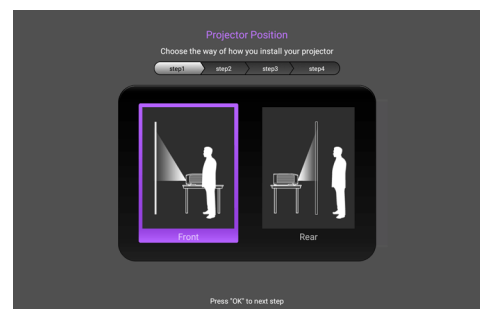 Projector Position
Choose the way of how you install your projector
step1 step2 step3 step4
Front Rear
Press "OK" to next step